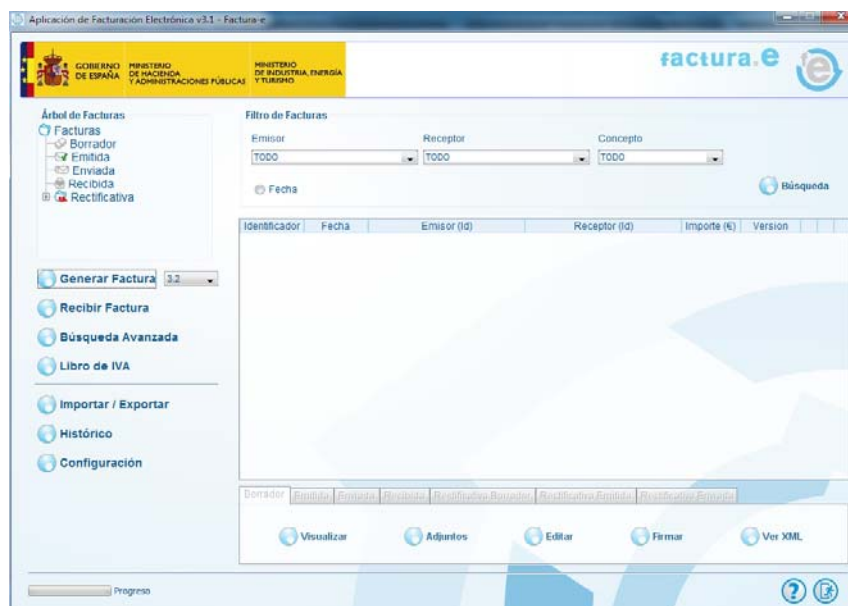 Aplicación de Facturación Electrónica v3.1 - Factura-e
GOBIERNO DE ESPAÑA
MINISTERIO DE HACIENDA Y ADMINISTRACIONES PÚBLICAS
MINISTERIO DE INDUSTRIA, ENERGÍA Y TURISMO
factura.e
Árbol de Facturas
Facturas
Borrador
Emitida
Enviada
Recibida
Rectificativa
Filtro de Facturas
Emisor Receptor Concepto
TODO TODO TODO
Fecha
Búsqueda
Identificador Fecha Emisor (Id) Receptor (Id) Importe (€) Version
Generar Factura 3.2
Recibir Factura
Búsqueda Avanzada
Libro de IVA
Importar / Exportar
Histórico
Configuración
Borrador Emitida Enviada Recibida Rectificativa Borrador Rectificativa Emitida Rectificativa Enviada
Visualizar Adjuntos Editar Firmar Ver XML
Progreso